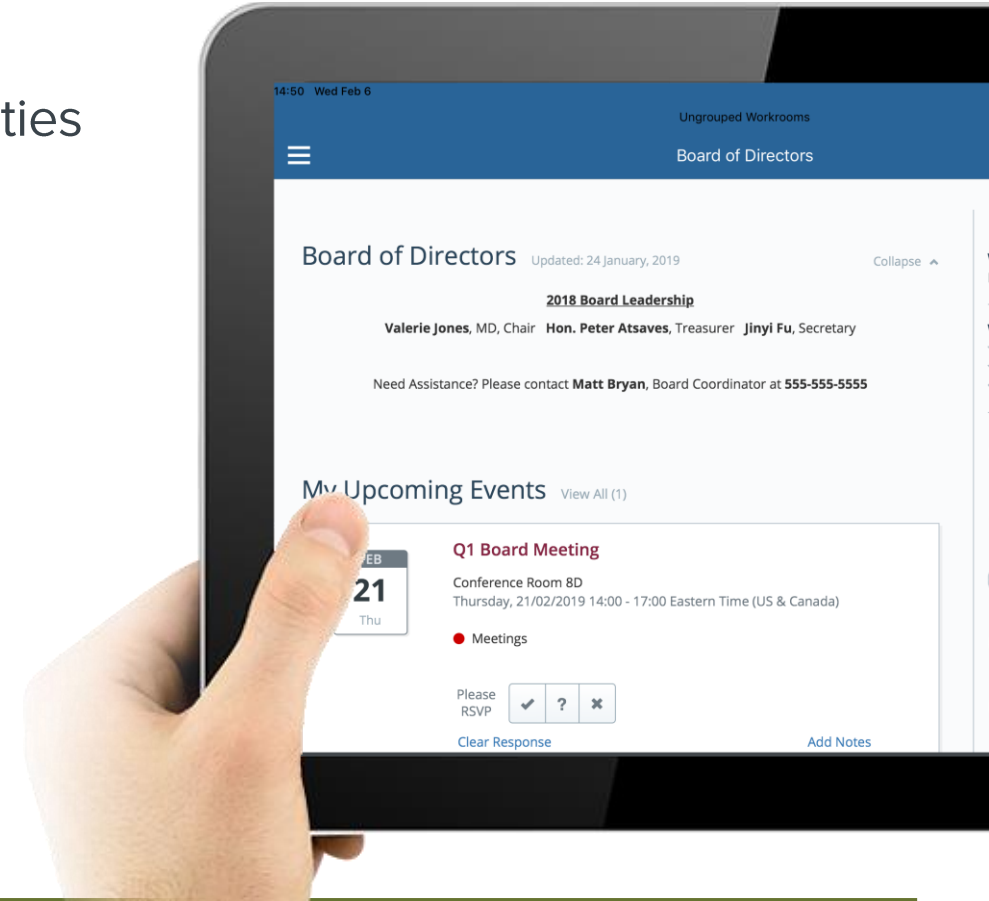 ties
14:50 Wed Feb 6
Ungrouped Workrooms
Board of Directors
Board of Directors Updated: 24 January, 2019 Collapse
2018 Board Leadership
Valerie Jones, MD, Chair Hon. Peter Atsaves, Treasurer Jinyi Fu, Secretary
Need Assistance? Please contact Matt Bryan, Board Coordinator at 555-555-5555
My Upcoming Events View All (1)
EB
21
Thu
Q1 Board Meeting
Conference Room 8D
Thursday, 21/02/2019 14:00 - 17:00 Eastern Time (US & Canada)
Meetings
Please
RSVP
?
Clear Response Add Notes